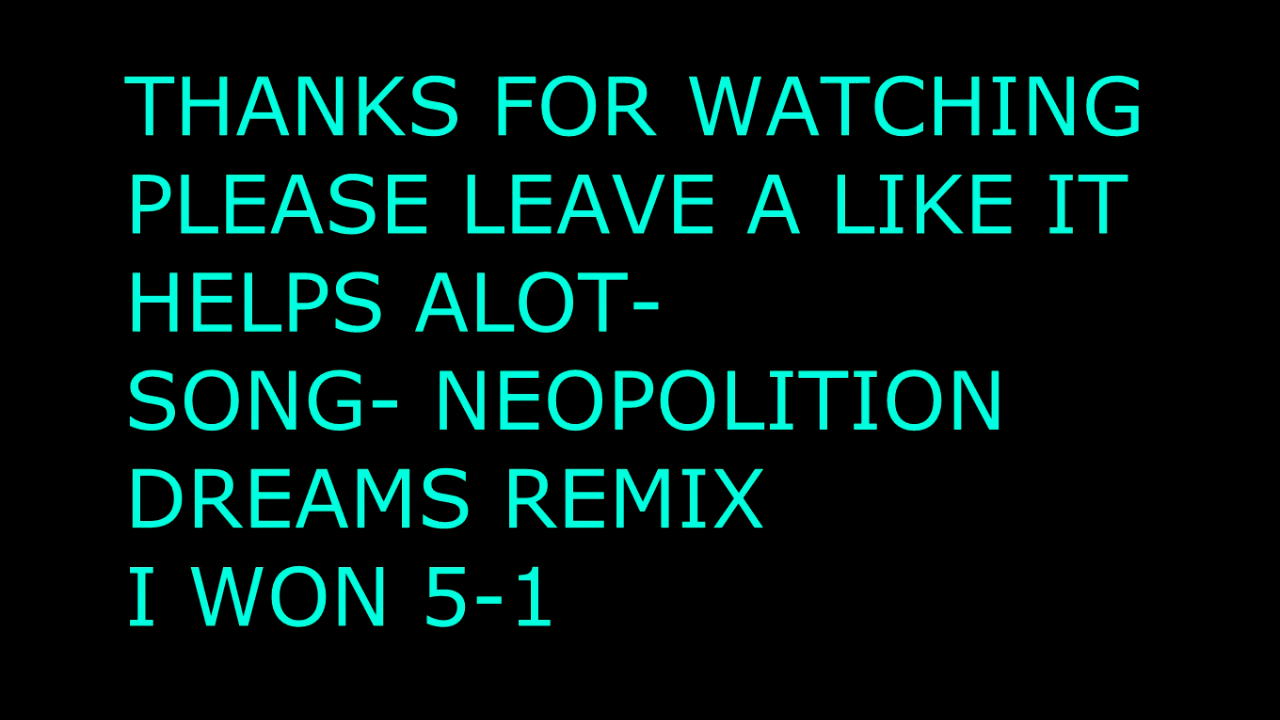 THANKS FOR WATCHING
PLEASE LEAVE A LIKE IT
HELPS ALOT-
SONG- NEOPOLITION
DREAMS REMIX
I WON 5-1